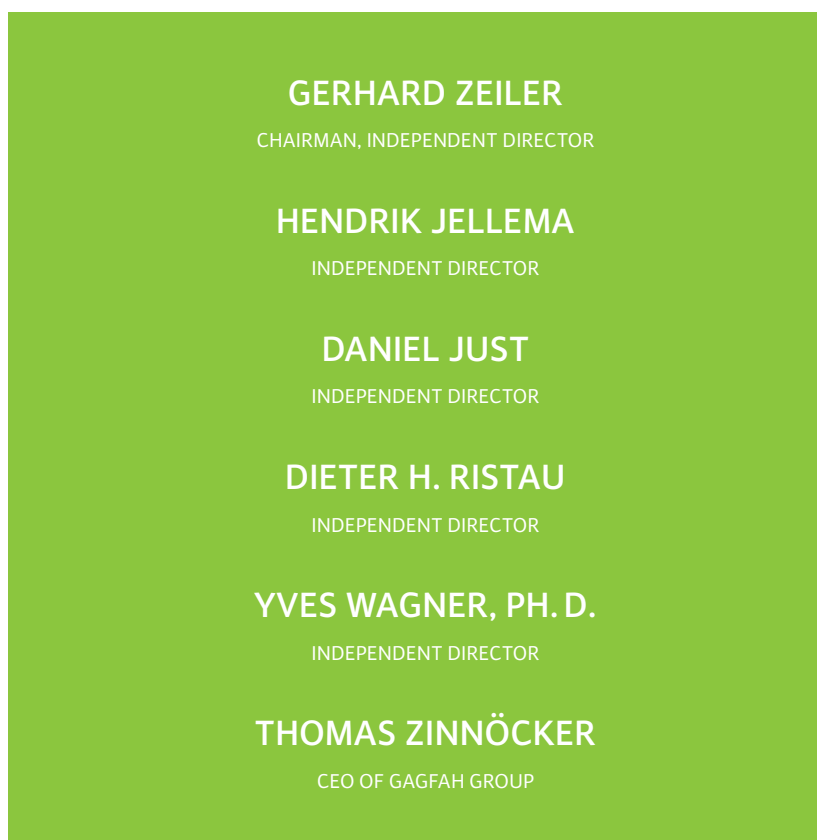 GERHARD ZEILER
CHAIRMAN, INDEPENDENT DIRECTOR
HENDRIK JELLEMA
INDEPENDENT DIRECTOR
DANIEL JUST
INDEPENDENT DIRECTOR
DIETER H. RISTAU
INDEPENDENT DIRECTOR
YVES WAGNER, PH. D.
INDEPENDENT DIRECTOR
THOMAS ZINNÖCKER
CEO OF GAGFAH GROUP